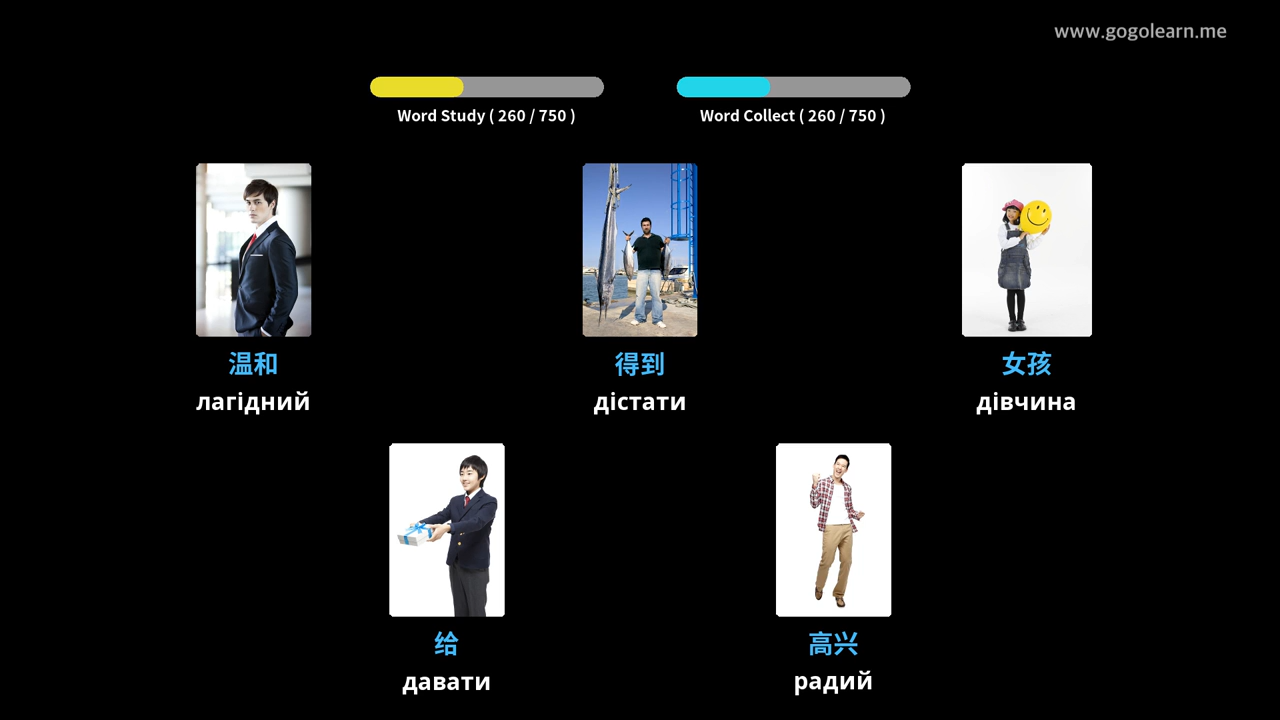 www.gogolearn.me
Word Study ( 260 / 750 )
Word Collect ( 260 / 750 )
温和
лагідний
得到
дістати
女孩
дівчина
给
давати
高兴
радий